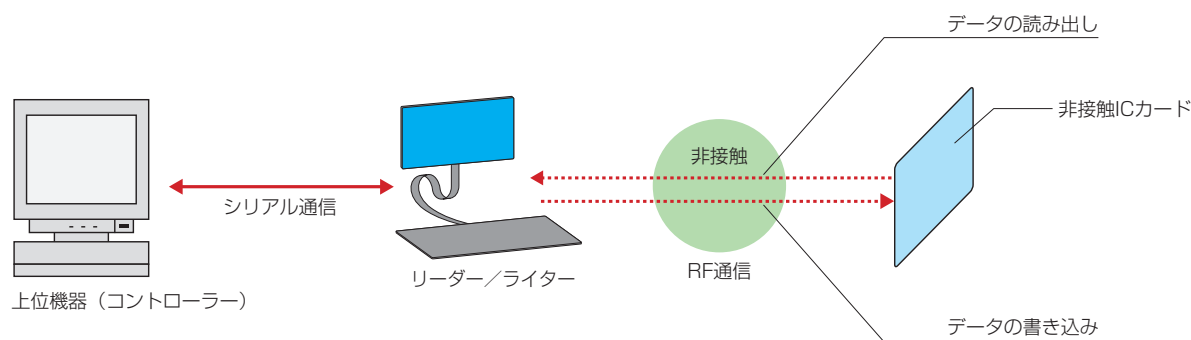 データの読み出し
非接触ICカード
非接触
シリアル通信
リーダー／ライター
RF通信
上位機器（コントローラー）
データの書き込み